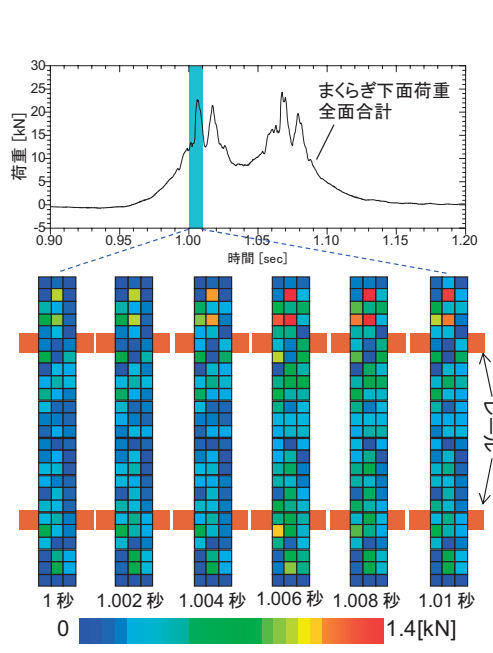 30
25
20
15
10
5
0
-5
荷重 [kN]
まくらぎ下面荷重
全面合計
0.90
0.95
1.00
1.05
1.10
1.15
1.20
時間 [sec]
レール
1 秒
1.002 秒
1.004 秒
1.006 秒
1.008 秒
1.01 秒
0
1.4[kN]